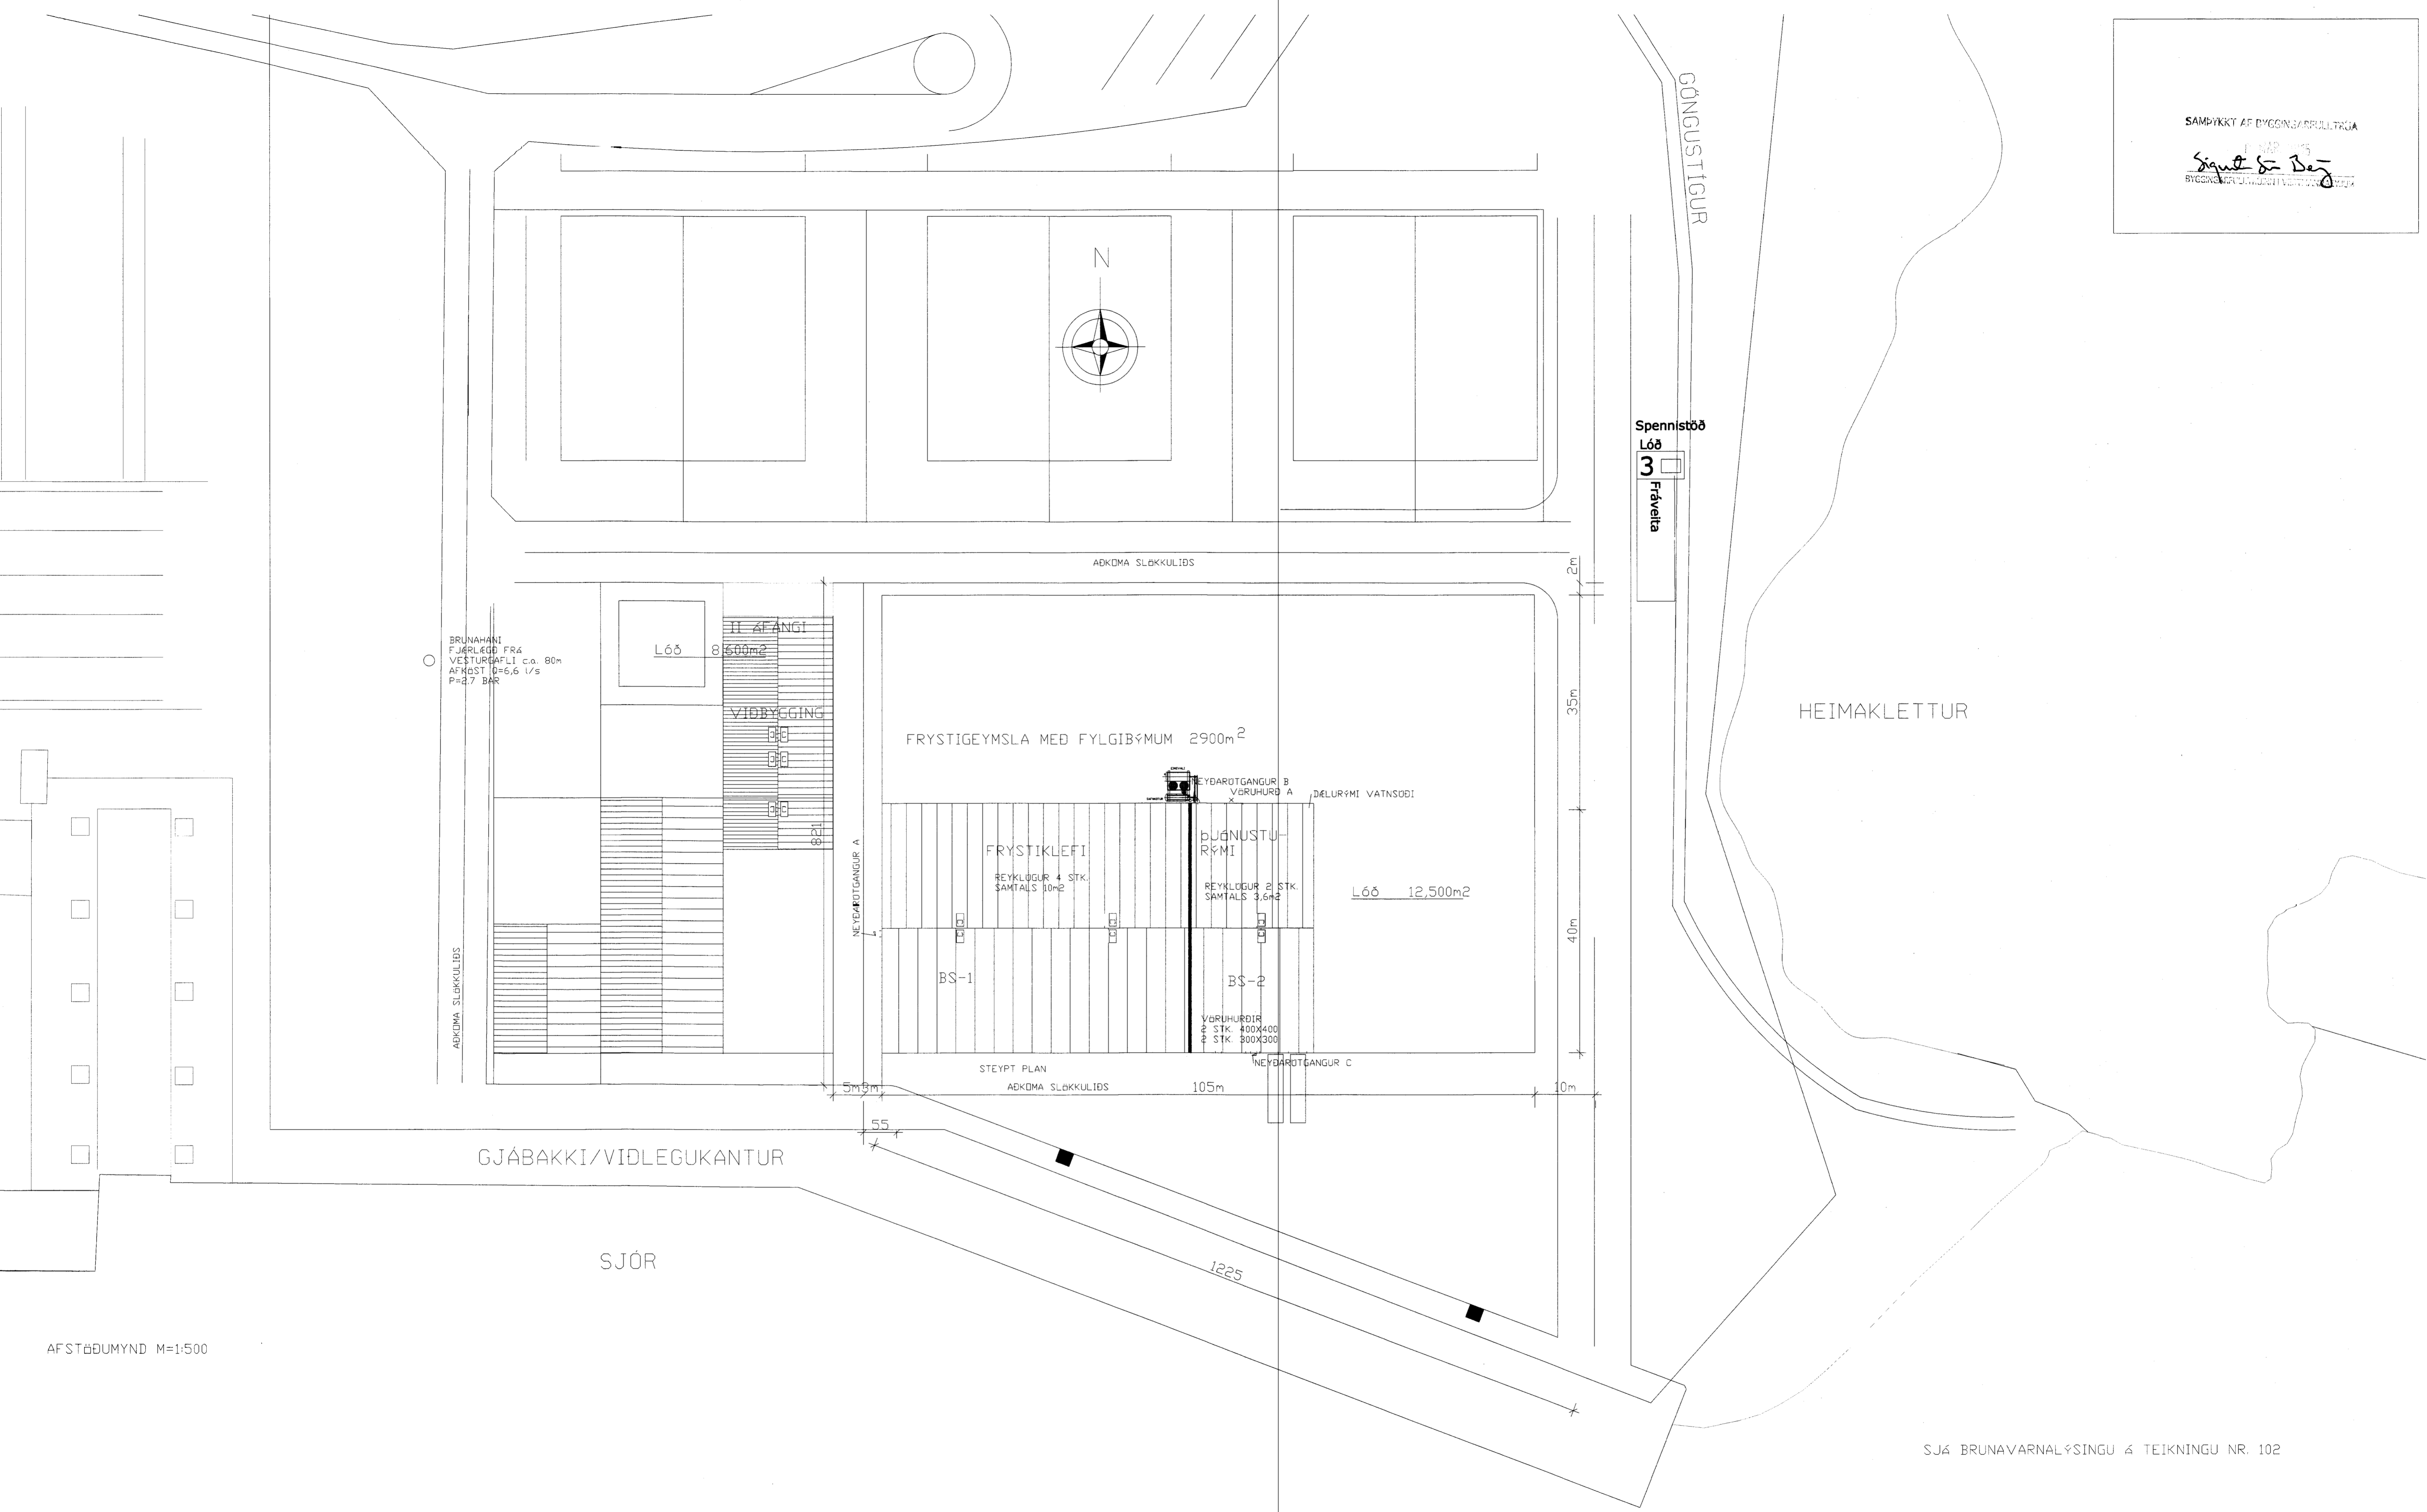 GÖNGUSTÍGUR
SAMÞYKKT AF BYGGINGARFULLTRÚA
N
Spennistöð
Lóð
3
Fráveita
AÐKOMA SLÖKKULIÐS
2m
BRUNAHANI
FJÆRLÆGÐ FRÁ
VESTURGAFLI c.a. 80m
AFKÖST Q=6,6 l/s
P=2.7 BAR
II ÁFANGI
Lóð 8,600m2
VIÐBYGGING
35m
HEIMAKLETTUR
FRYSTIGEYMSLA MEÐ FYLGIBÝMUM 2900m2
NEYÐARÚTGANGUR B
VÖRUHURÐ A
DÆLURÝMI VATNSÚÐI
821
NEYÐARÚTGANGUR A
FRYSTIKLEFI
REYKLÚGUR 4 STK.
SAMTALS 10m2
ÞJÓNUSTU-
RÝMI
REYKLÚGUR 2 STK.
SAMTALS 3,6m2
Lóð 12,500m2
40m
BS-1
BS-2
AÐKOMA SLÖKKULIÐS
VÖRUHURÐIR
2 STK. 400X400
2 STK. 300X300
NEYÐARÚTGANGUR C
STEYPT PLAN
AÐKOMA SLÖKKULIÐS
5m
3m
105m
10m
55
GJÁBAKKI/VIÐLEGUKANTUR
SJÓR
1225
AFSTÖÐUMYND M=1:500
SJÁ BRUNAVARNALÝSINGU Á TEIKNINGU NR. 102